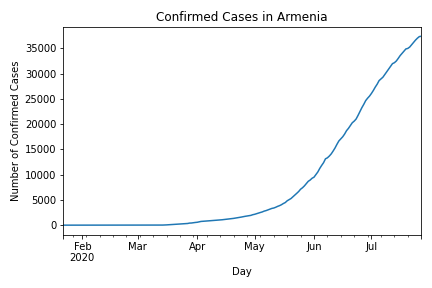 Confirmed Cases in Armenia
Number of Confirmed Cases
35000
30000
25000
20000
15000
10000
5000
0
Feb Mar Apr May Jun Jul
2020
Day